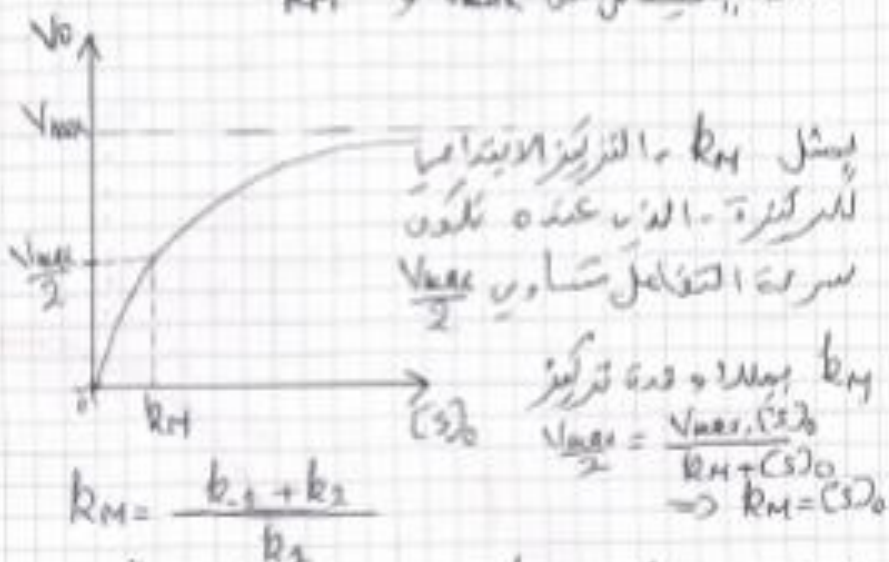 V₀
Vmax
Vmax/2
0
kM
(S)₀
يمثل kM التركيز الابتدائي
للركيزة الذي عنده تكون
سرعة التفاعل تساوي Vmax/2
kM وحدة تركيز
Vmax/2 = Vmax.(S)₀ / kM+(S)₀
=> kM=(S)₀
kM = k-1 + k2 / k1